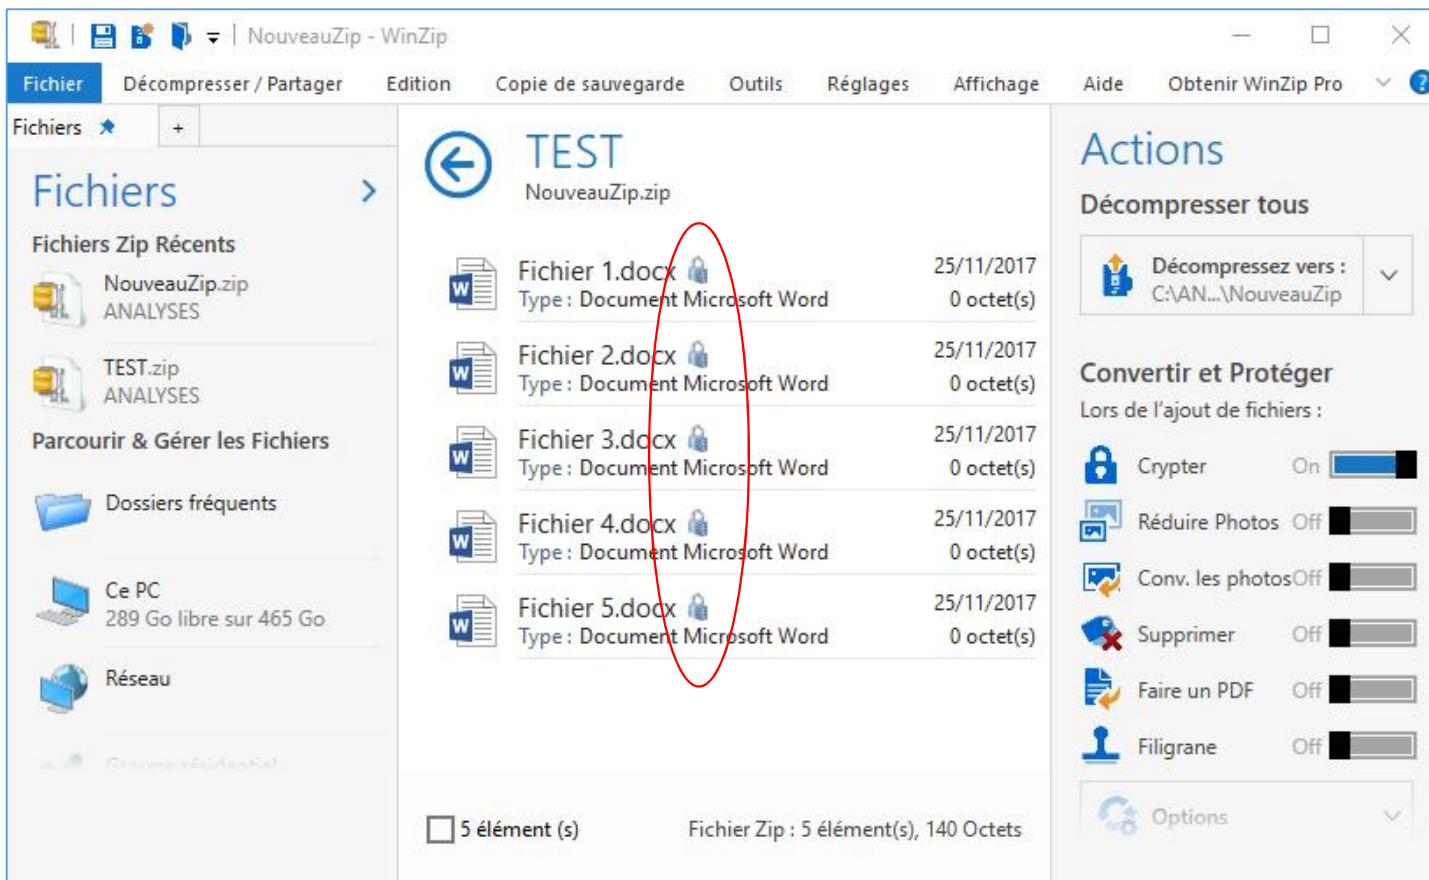 NouveauZip - WinZip
Fichier Décompresser / Partager Edition Copie de sauvegarde Outils Réglages Affichage Aide Obtenir WinZip Pro
Fichiers +
Fichiers
Fichiers Zip Récents
NouveauZip.zip
ANALYSES
TEST.zip
ANALYSES
Parcourir & Gérer les Fichiers
Dossiers fréquents
Ce PC
289 Go libre sur 465 Go
Réseau
Groupe résidentiel
TEST
NouveauZip.zip
Fichier 1.docx 25/11/2017
Type : Document Microsoft Word 0 octet(s)
Fichier 2.docx 25/11/2017
Type : Document Microsoft Word 0 octet(s)
Fichier 3.docx 25/11/2017
Type : Document Microsoft Word 0 octet(s)
Fichier 4.docx 25/11/2017
Type : Document Microsoft Word 0 octet(s)
Fichier 5.docx 25/11/2017
Type : Document Microsoft Word 0 octet(s)
5 élément (s) Fichier Zip : 5 élément(s), 140 Octets
Actions
Décompresser tous
Décompressez vers :
C:\AN...\NouveauZip
Convertir et Protéger
Lors de l'ajout de fichiers :
Crypter On
Réduire Photos Off
Conv. les photos Off
Supprimer Off
Faire un PDF Off
Filigrane Off
Options